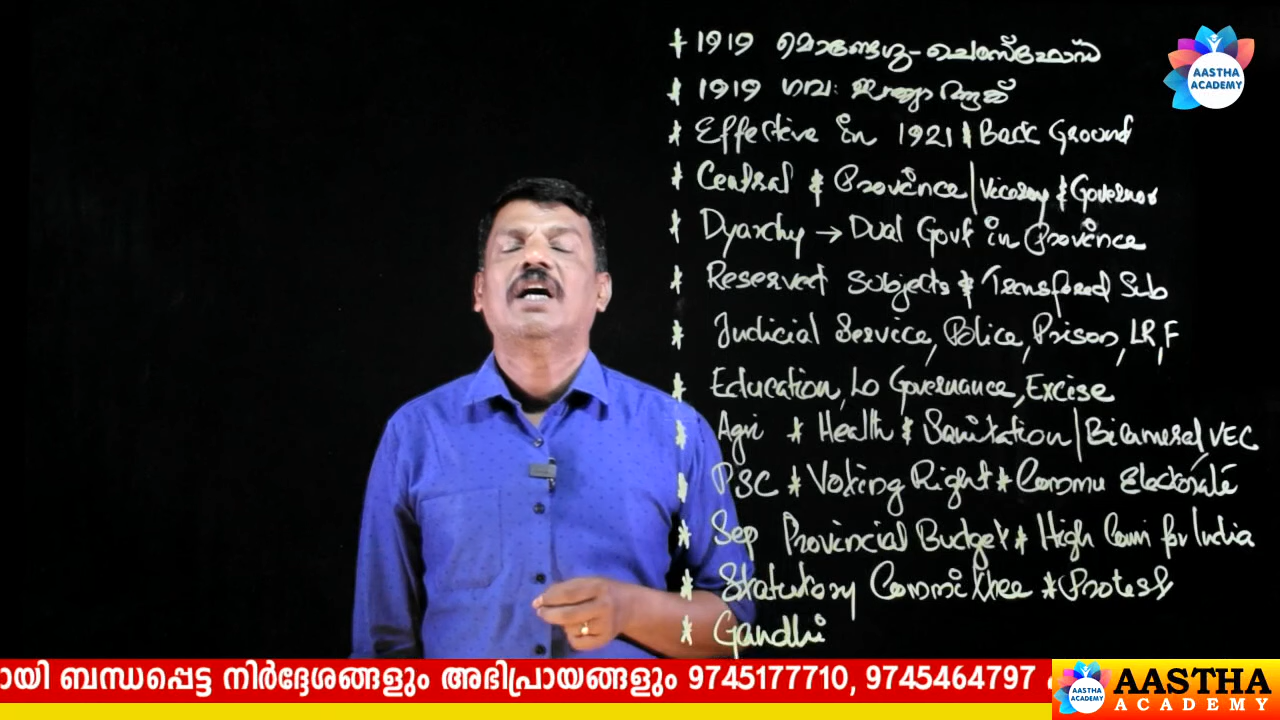 * 1919 മൊണ്ടേഗു-ചെംസ്ഫോഡ്
* 1919 ഗവ: ഇന്ത്യാ ആക്ട്
* Effective in 1921 * Back Ground
* Central & Province | Viceroy & Governor
* Dyarchy → Dual Govt in Province
* Reserved Subjects & Transfered Sub
* Judicial Service, Police, Prison, LR, F
* Education, Lo Governance, Excise
* Agri * Health & Sanitation | Bicameral, VEC
* PSC * Voting Right * Commu Electorate
* Sep Provincial Budget * High Com for India
* Statutory Committee * Protest
* Gandhi
AASTHA
ACADEMY
ായി ബന്ധപ്പെട്ട നിർദ്ദേശങ്ങളും അഭിപ്രായങ്ങളും 9745177710, 9745464797
AASTHA
ACADEMY
AASTHA
ACADEMY